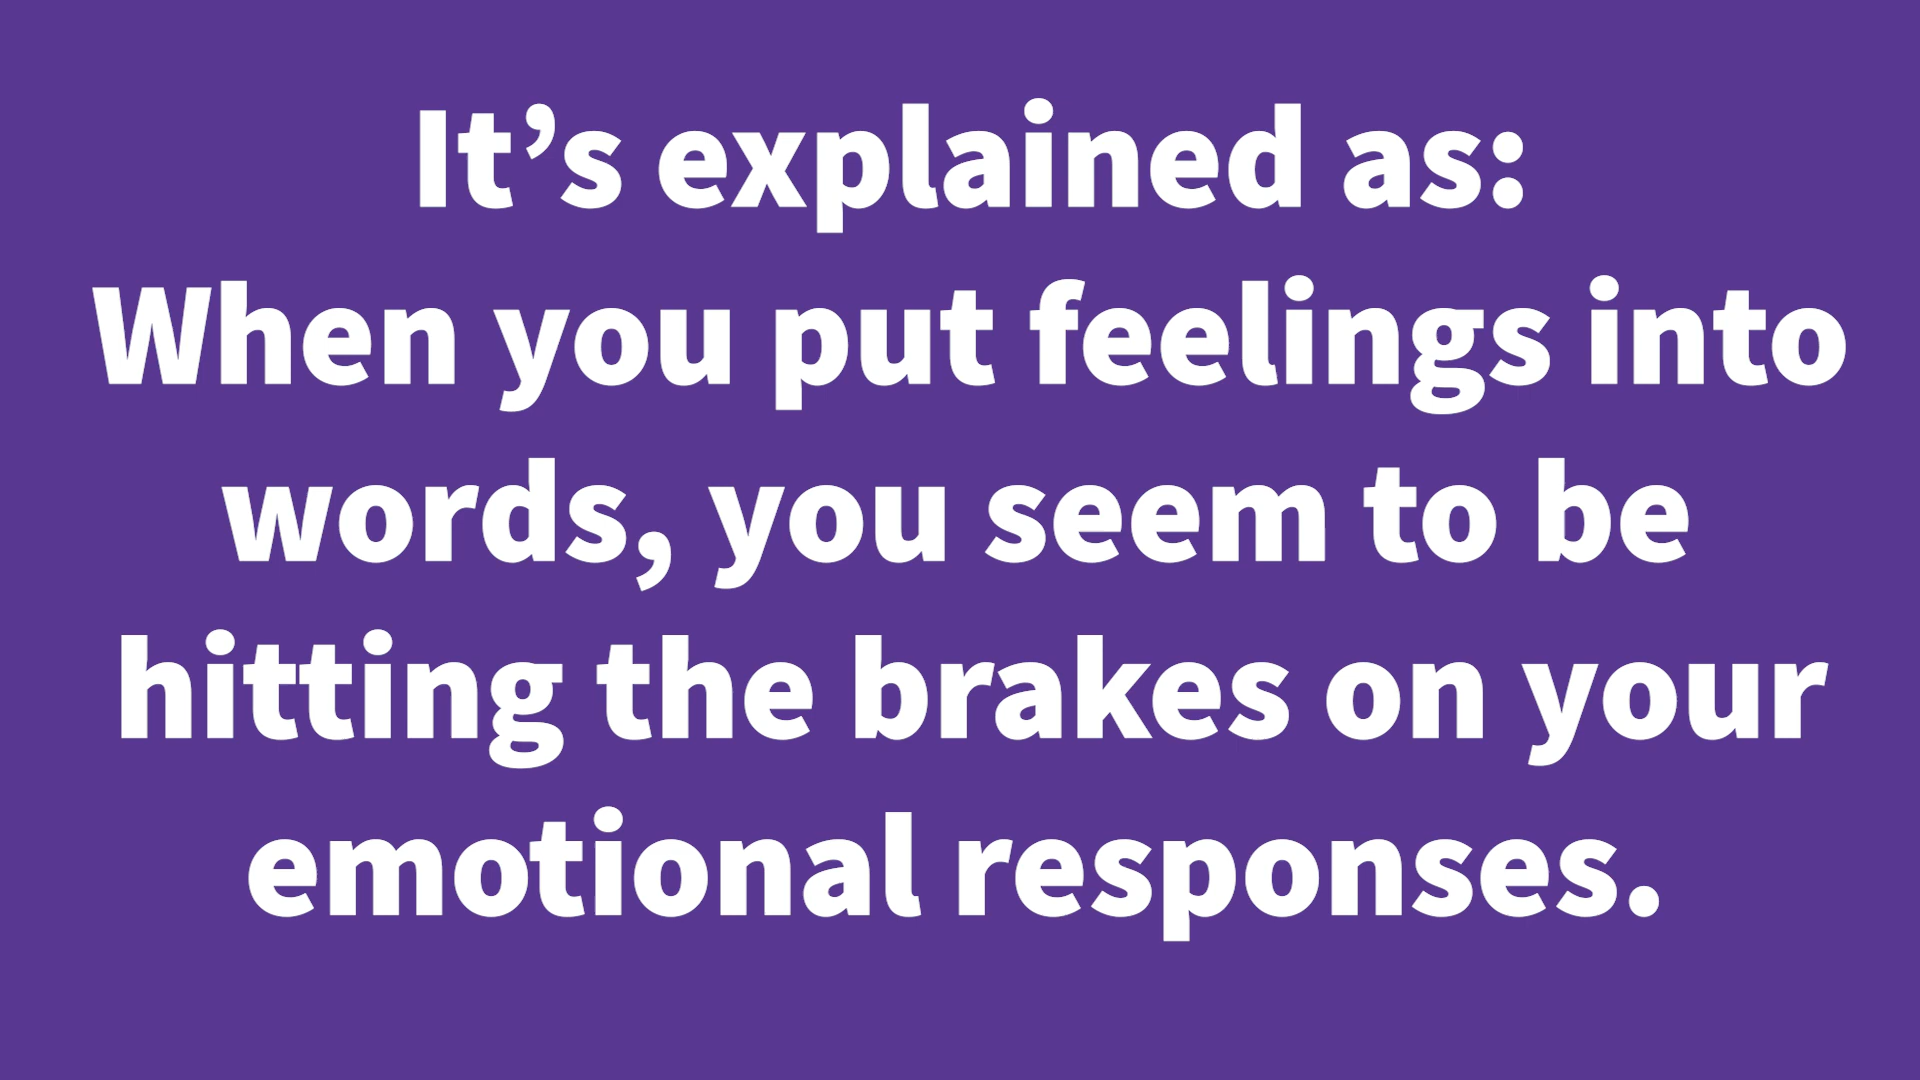 It’s explained as:
When you put feelings into
words, you seem to be
hitting the brakes on your
emotional responses.